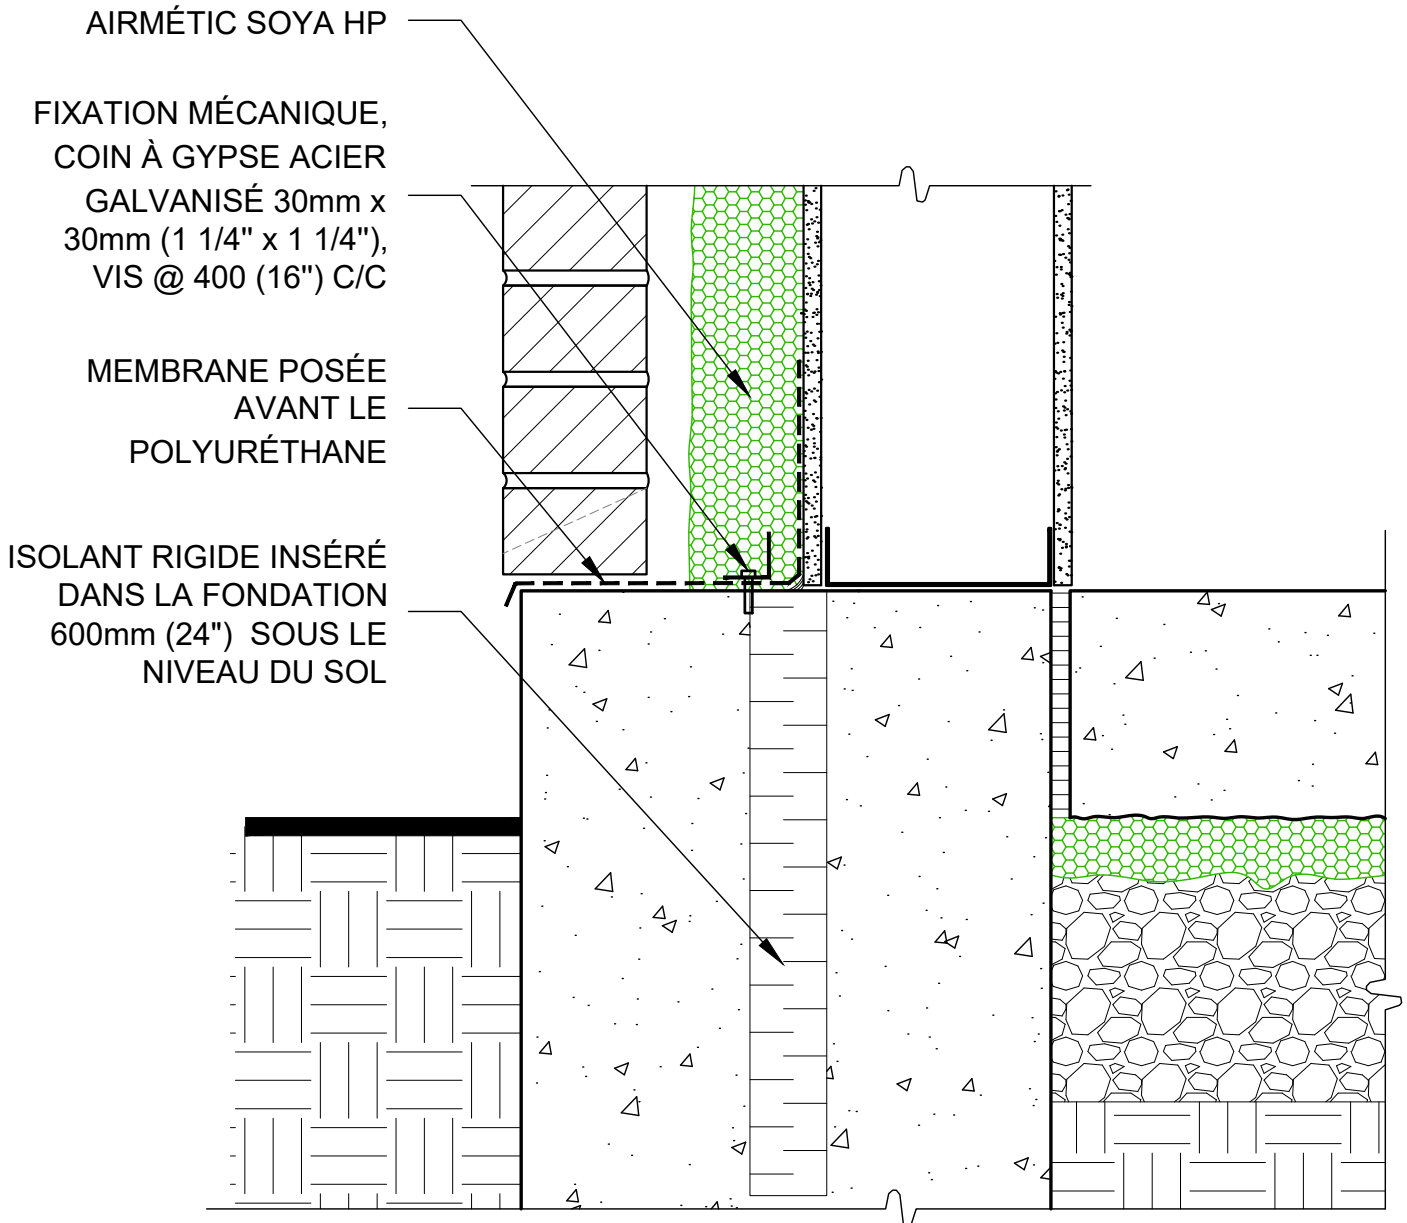 AIRMÉTIC SOYA HP
FIXATION MÉCANIQUE,
COIN À GYPSE ACIER
GALVANISÉ 30mm x
30mm (1 1/4" x 1 1/4"),
VIS @ 400 (16") C/C
MEMBRANE POSÉE
AVANT LE
POLYURÉTHANE
ISOLANT RIGIDE INSÉRÉ
DANS LA FONDATION
600mm (24") SOUS LE
NIVEAU DU SOL